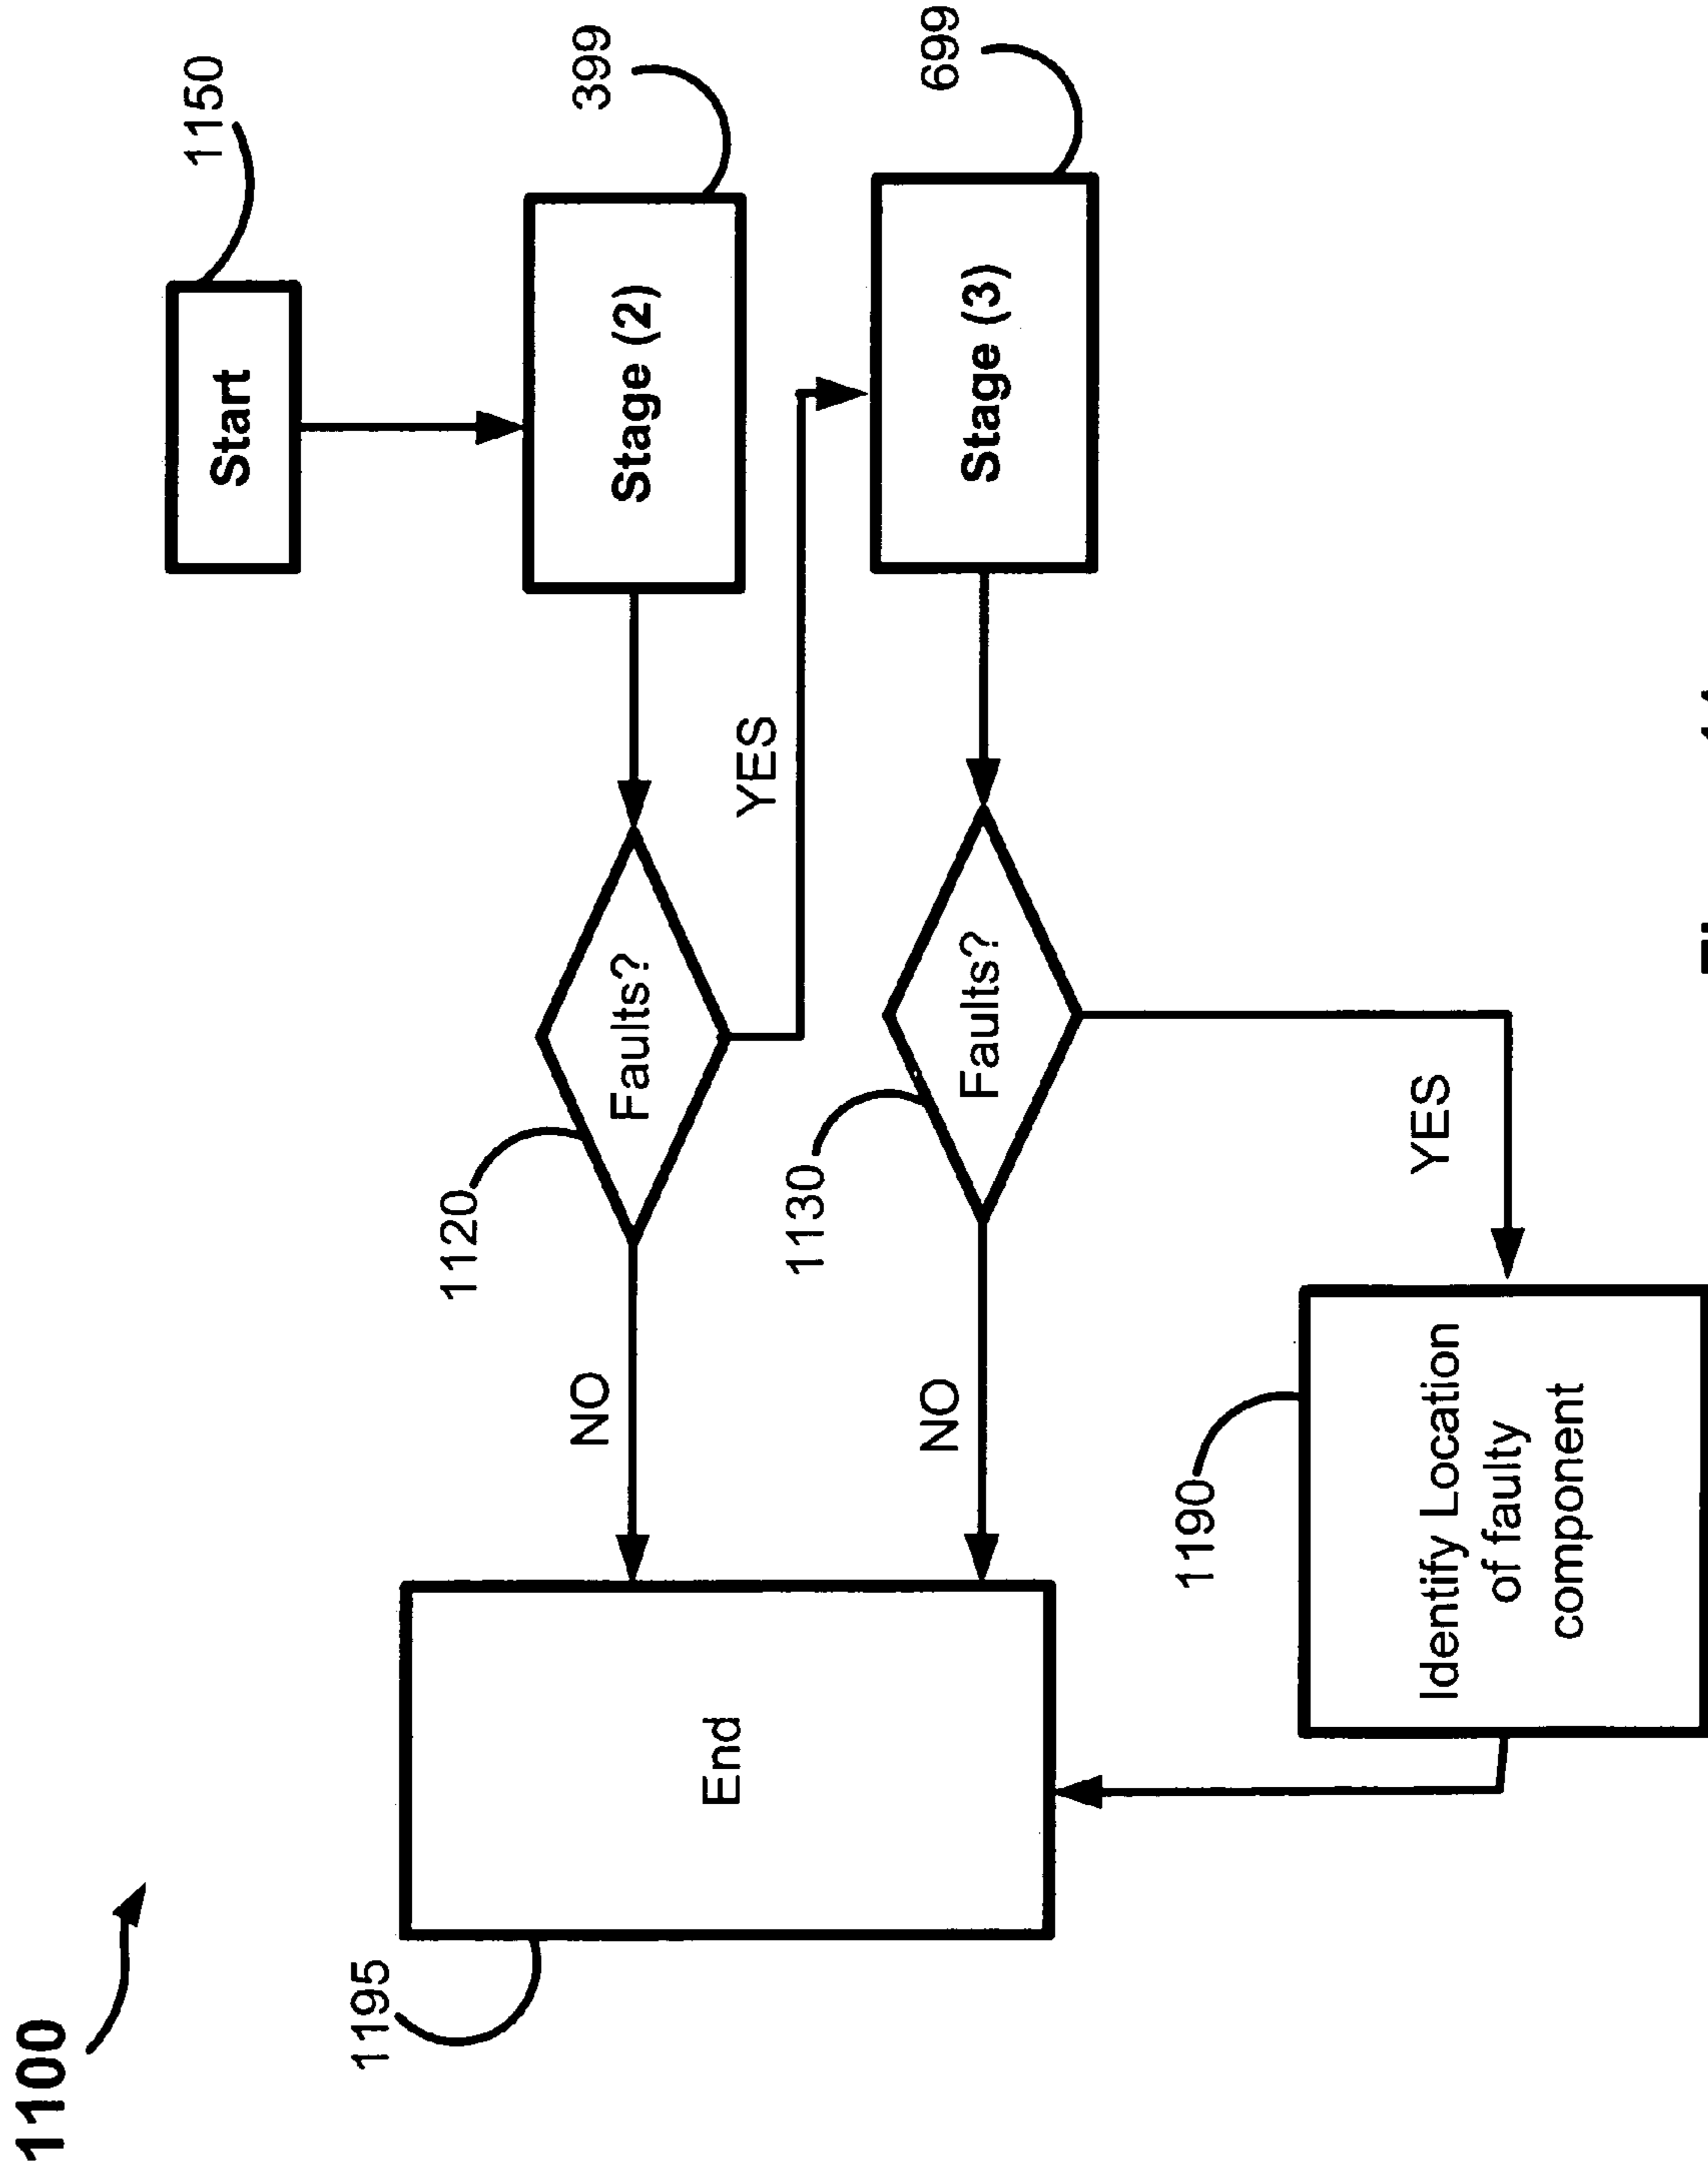 1100
1150
Start
399
Stage (2)
1120
Faults?
NO
YES
699
Stage (3)
1130
Faults?
NO
YES
1195
End
1190
Identify Location
of faulty
component